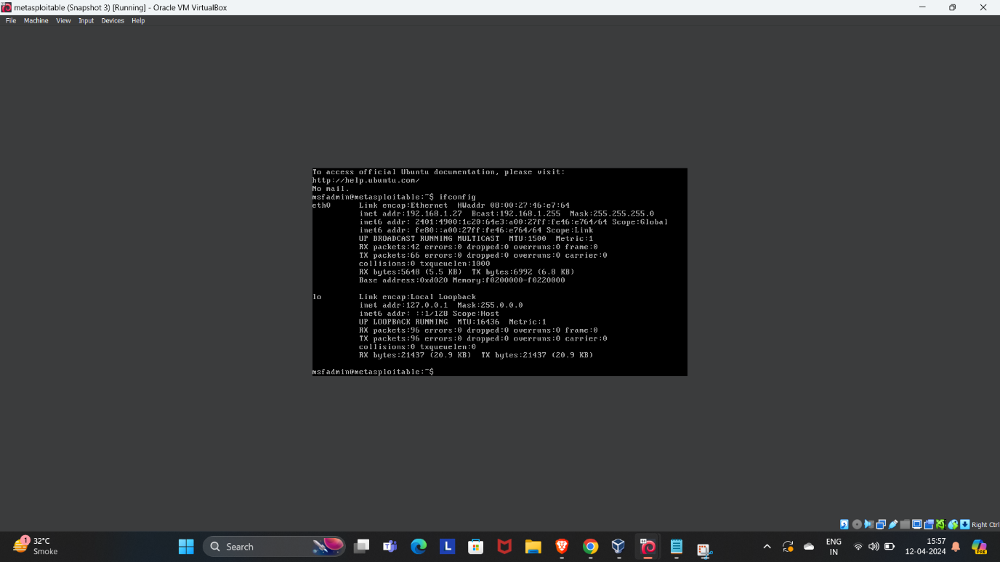 metasploitable (Snapshot 3) [Running] - Oracle VM VirtualBox
File Machine View Input Devices Help
To access official Ubuntu documentation, please visit:
http://help.ubuntu.com/
No mail.
msfadmin@metasploitable:~$ ifconfig
eth0 Link encap:Ethernet HWaddr 08:00:27:46:e7:64
inet addr:192.168.1.27 Bcast:192.168.1.255 Mask:255.255.255.0
inet6 addr: 2401:4900:1c20:64e3:a00:27ff:fe46:e764/64 Scope:Global
inet6 addr: fe80::a00:27ff:fe46:e764/64 Scope:Link
UP BROADCAST RUNNING MULTICAST MTU:1500 Metric:1
RX packets:42 errors:0 dropped:0 overruns:0 frame:0
TX packets:66 errors:0 dropped:0 overruns:0 carrier:0
collisions:0 txqueuelen:1000
RX bytes:5648 (5.5 KB) TX bytes:6992 (6.8 KB)
Base address:0xd020 Memory:f0200000-f0220000
lo Link encap:Local Loopback
inet addr:127.0.0.1 Mask:255.0.0.0
inet6 addr: ::1/128 Scope:Host
UP LOOPBACK RUNNING MTU:16436 Metric:1
RX packets:96 errors:0 dropped:0 overruns:0 frame:0
TX packets:96 errors:0 dropped:0 overruns:0 carrier:0
collisions:0 txqueuelen:0
RX bytes:21437 (20.9 KB) TX bytes:21437 (20.9 KB)
msfadmin@metasploitable:~$
Right Ctrl
1
32°C
Smoke
Search
L
ENG
IN
15:57
12-04-2024
PRE